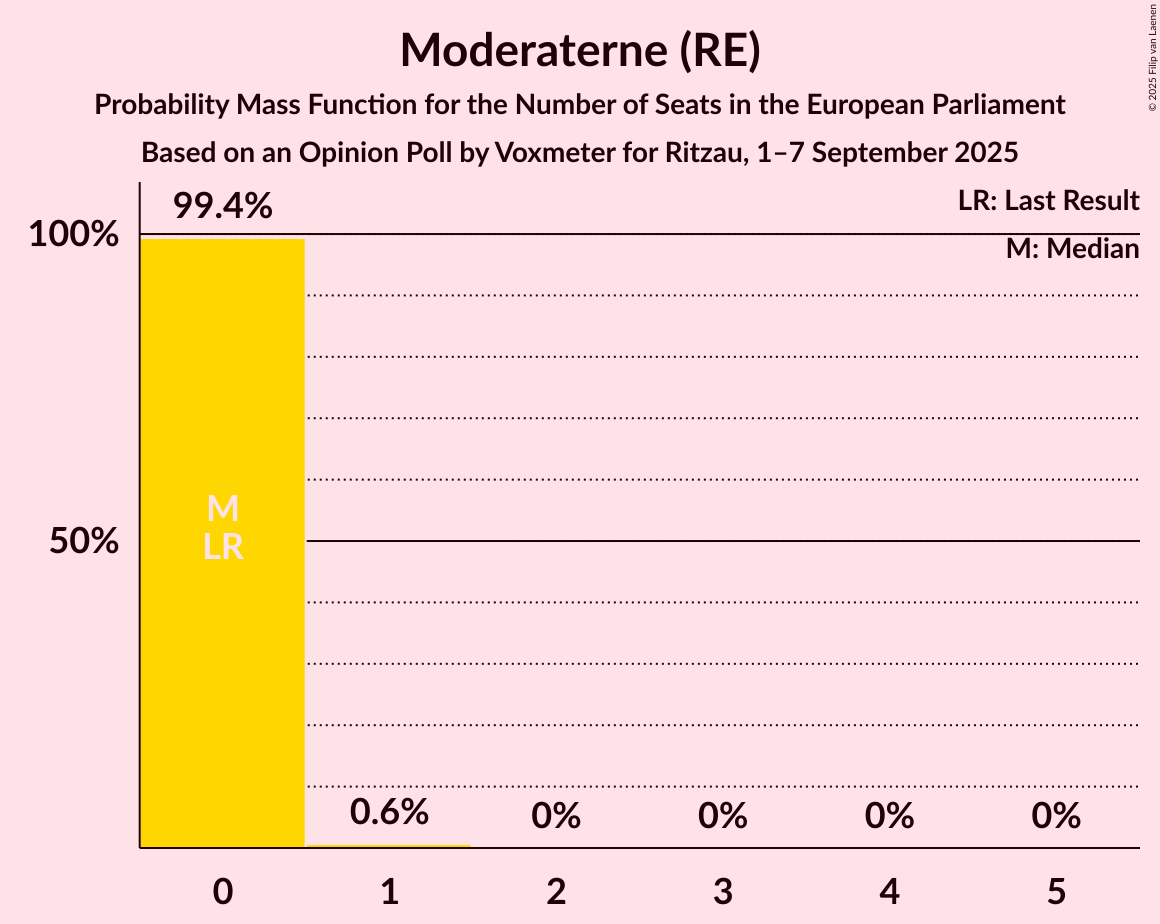 Moderaterne (RE)
Probability Mass Function for the Number of Seats in the European Parliament
Based on an Opinion Poll by Voxmeter for Ritzau, 1–7 September 2025
© 2025 Filip van Laenen
LR: Last Result
M: Median
99.4%
100%
M
LR
50%
0.6%
0%
0%
0%
0%
0
1
2
3
4
5